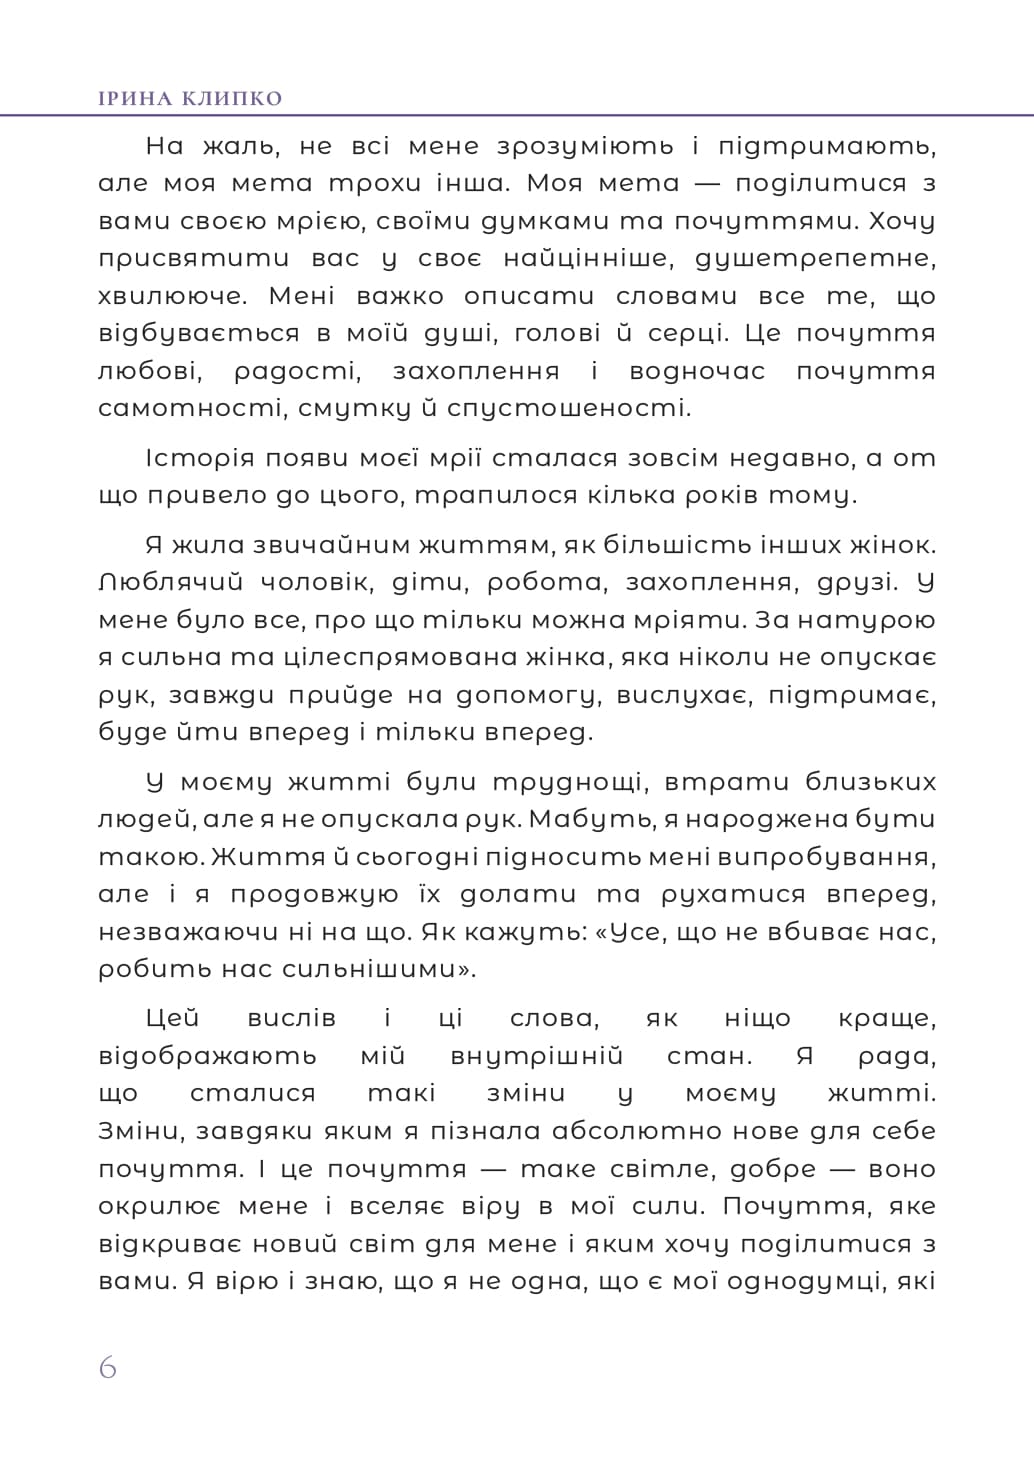 ІРИНА КЛИПКО
На жаль, не всі мене зрозуміють і підтримають,
але моя мета трохи інша. Моя мета — поділитися з
вами своєю мрією, своїми думками та почуттями. Хочу
присвятити вас у своє найцінніше, душетрепетне,
хвилююче. Мені важко описати словами все те, що
відбувається в моїй душі, голові й серці. Це почуття
любові, радості, захоплення і водночас почуття
самотності, смутку й спустошеності.
Історія появи моєї мрії сталася зовсім недавно, а от
що привело до цього, трапилося кілька років тому.
Я жила звичайним життям, як більшість інших жінок.
Люблячий чоловік, діти, робота, захоплення, друзі. У
мене було все, про що тільки можна мріяти. За натурою
я сильна та цілеспрямована жінка, яка ніколи не опускає
рук, завжди прийде на допомогу, вислухає, підтримає,
буде йти вперед і тільки вперед.
У моєму житті були труднощі, втрати близьких
людей, але я не опускала рук. Мабуть, я народжена бути
такою. Життя й сьогодні підносить мені випробування,
але і я продовжую їх долати та рухатися вперед,
незважаючи ні на що. Як кажуть: «Усе, що не вбиває нас,
робить нас сильнішими».
Цей вислів і ці слова, як ніщо краще,
відображають мій внутрішній стан. Я рада,
що сталися такі зміни у моєму житті.
Зміни, завдяки яким я пізнала абсолютно нове для себе
почуття. І це почуття — таке світле, добре — воно
окрилює мене і вселяє віру в мої сили. Почуття, яке
відкриває новий світ для мене і яким хочу поділитися з
вами. Я вірю і знаю, що я не одна, що є мої однодумці, які
6